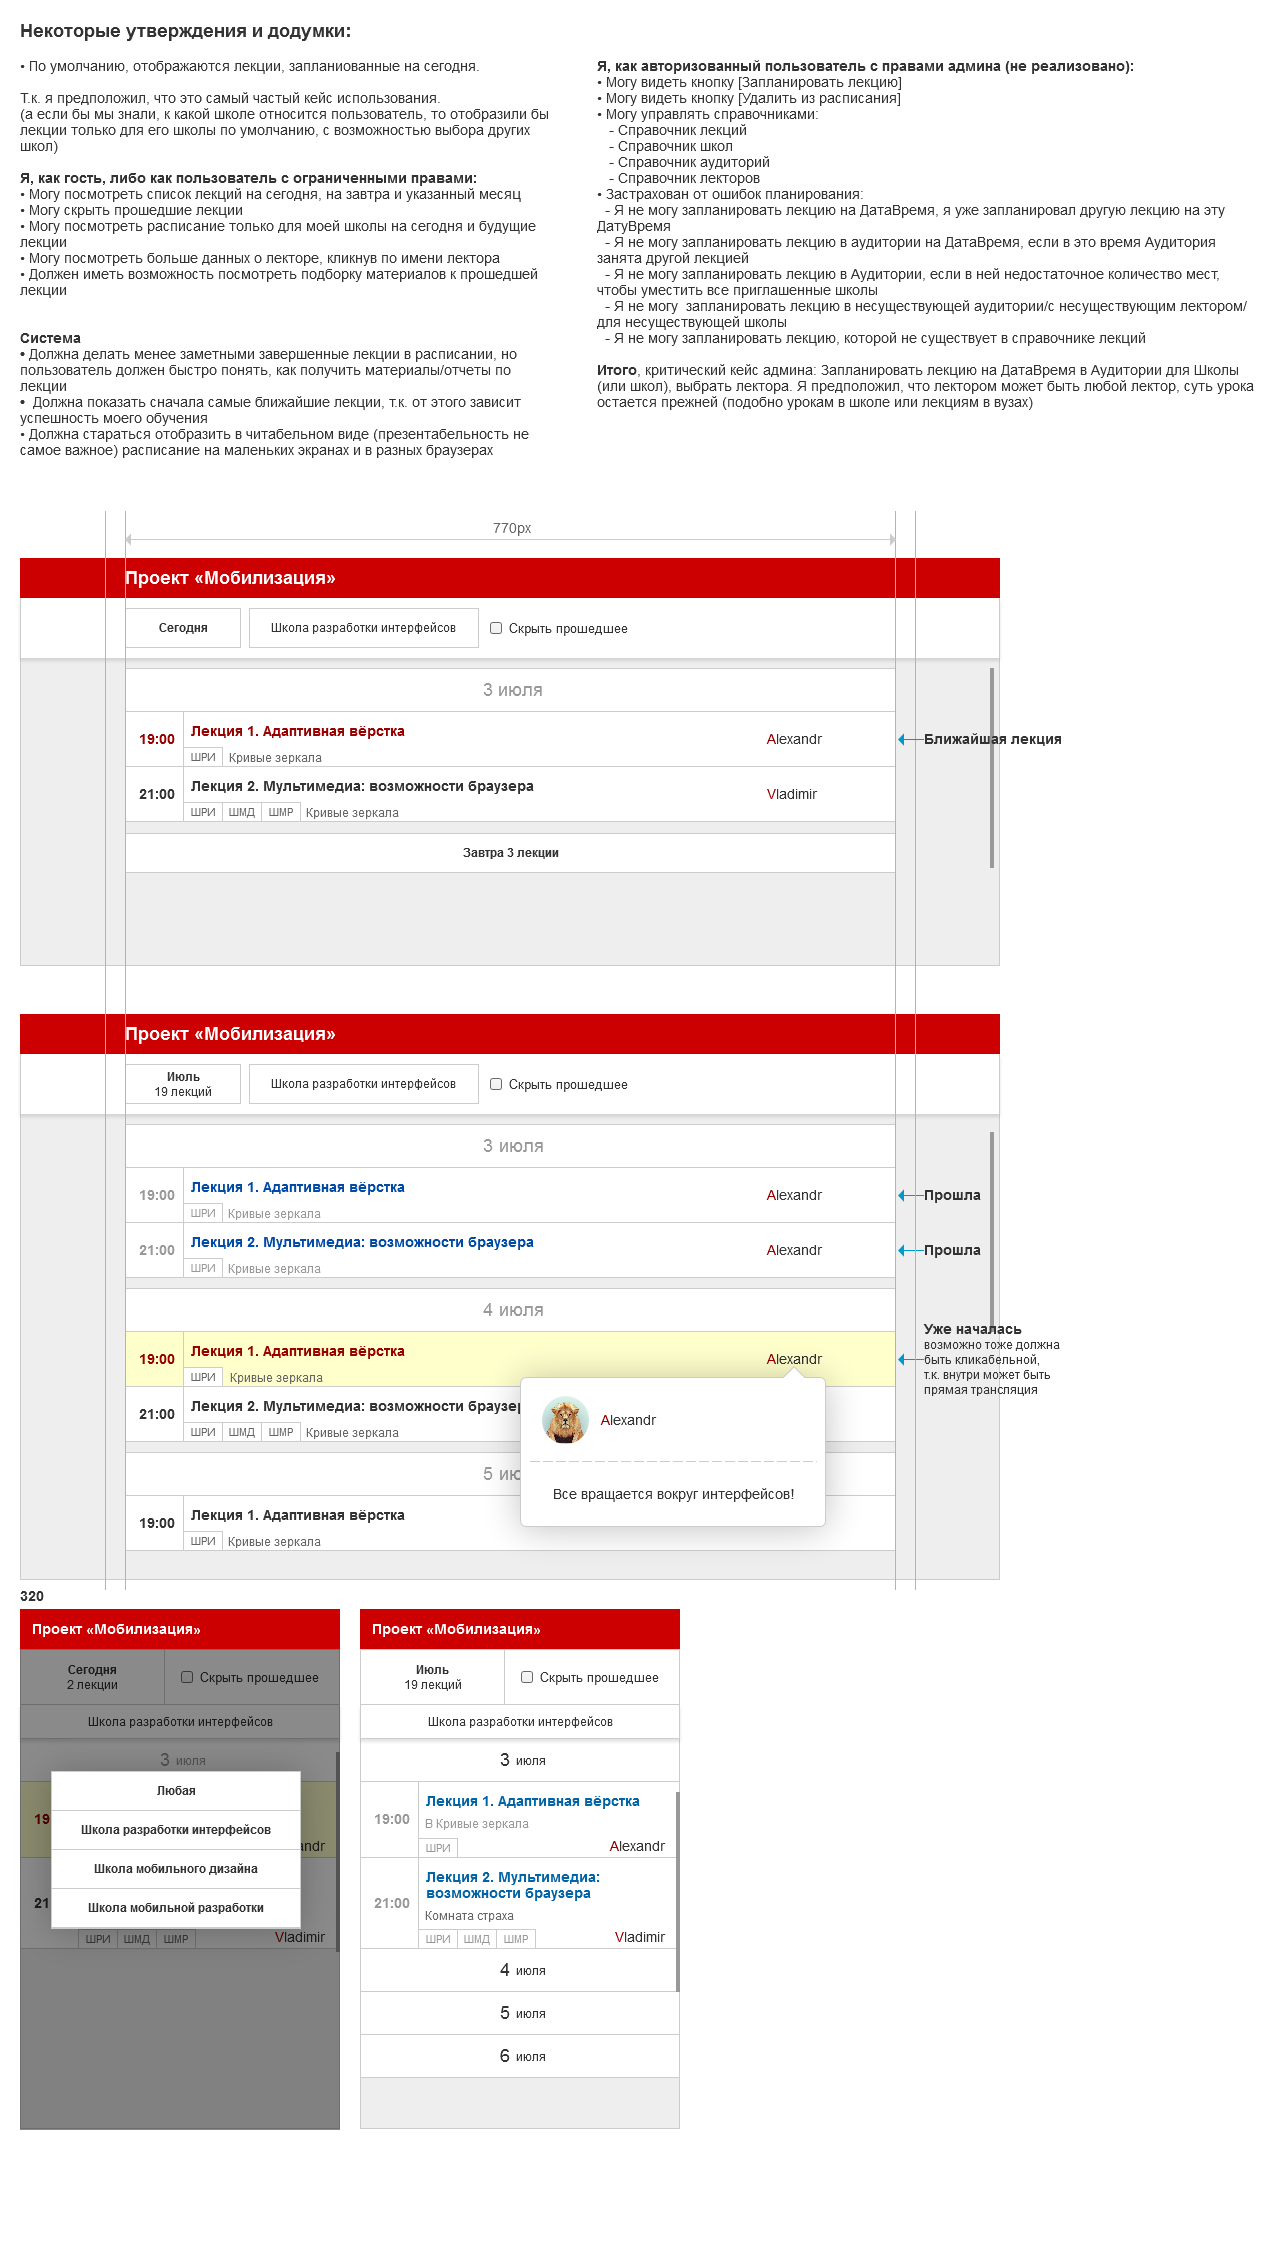 Некоторые утверждения и додумки:
• По умолчанию, отображаются лекции, запланиованные на сегодня.
Т.к. я предположил, что это самый частый кейс использования.
(а если бы мы знали, к какой школе относится пользователь, то отобразили бы
лекции только для его школы по умолчанию, с возможностью выбора других
школ)
Я, как гость, либо как пользователь с ограниченными правами:
• Могу посмотреть список лекций на сегодня, на завтра и указанный месяц
• Могу скрыть прошедшие лекции
• Могу посмотреть расписание только для моей школы на сегодня и будущие
лекции
• Могу посмотреть больше данных о лекторе, кликнув по имени лектора
• Должен иметь возможность посмотреть подборку материалов к прошедшей
лекции
Система
• Должна делать менее заметными завершенные лекции в расписании, но
пользователь должен быстро понять, как получить материалы/отчеты по
лекции
•  Должна показать сначала самые ближайшие лекции, т.к. от этого зависит
успешность моего обучения
• Должна стараться отобразить в читабельном виде (презентабельность не
самое важное) расписание на маленьких экранах и в разных браузерах
Я, как авторизованный пользователь с правами админа (не реализовано):
• Могу видеть кнопку [Запланировать лекцию]
• Могу видеть кнопку [Удалить из расписания]
• Могу управлять справочниками:
- Справочник лекций
- Справочник школ
- Справочник аудиторий
- Справочник лекторов
• Застрахован от ошибок планирования:
- Я не могу запланировать лекцию на ДатаВремя, я уже запланировал другую лекцию на эту
ДатуВремя
- Я не могу запланировать лекцию в аудитории на ДатаВремя, если в это время Аудитория
занята другой лекцией
- Я не могу запланировать лекцию в Аудитории, если в ней недостаточное количество мест,
чтобы уместить все приглашенные школы
- Я не могу  запланировать лекцию в несуществующей аудитории/с несуществующим лектором/
для несуществующей школы
- Я не могу запланировать лекцию, которой не существует в справочнике лекций
Итого, критический кейс админа: Запланировать лекцию на ДатаВремя в Аудитории для Школы
(или школ), выбрать лектора. Я предположил, что лектором может быть любой лектор, суть урока
остается прежней (подобно урокам в школе или лекциям в вузах)
770px
Проект «Мобилизация»
Сегодня
Школа разработки интерфейсов
Скрыть прошедшее
3 июля
19:00
Лекция 1. Адаптивная вёрстка
ШРИ
Кривые зеркала
Alexandr
Ближайшая лекция
21:00
Лекция 2. Мультимедиа: возможности браузера
ШРИ ШМД ШМР
Кривые зеркала
Vladimir
Завтра 3 лекции
Проект «Мобилизация»
Июль
19 лекций
Школа разработки интерфейсов
Скрыть прошедшее
3 июля
19:00
Лекция 1. Адаптивная вёрстка
ШРИ
Кривые зеркала
Alexandr
Прошла
21:00
Лекция 2. Мультимедиа: возможности браузера
ШРИ
Кривые зеркала
Alexandr
Прошла
4 июля
19:00
Лекция 1. Адаптивная вёрстка
ШРИ
Кривые зеркала
Alexandr
Уже началась
возможно тоже должна
быть кликабельной,
т.к. внутри может быть
прямая трансляция
21:00
Лекция 2. Мультимедиа: возможности браузе
ШРИ ШМД ШМР
Кривые зеркала
Alexandr
Все вращается вокруг интерфейсов!
5 ию
19:00
Лекция 1. Адаптивная вёрстка
ШРИ
Кривые зеркала
320
Проект «Мобилизация»
Сегодня
2 лекции
Скрыть прошедшее
Школа разработки интерфейсов
3 июля
Любая
Школа разработки интерфейсов
Школа мобильного дизайна
Школа мобильной разработки
19
andr
21
ШРИ ШМД ШМР
Vladimir
Проект «Мобилизация»
Июль
19 лекций
Скрыть прошедшее
Школа разработки интерфейсов
3 июля
19:00
Лекция 1. Адаптивная вёрстка
В Кривые зеркала
ШРИ
Alexandr
21:00
Лекция 2. Мультимедиа:
возможности браузера
Комната страха
ШРИ ШМД ШМР
Vladimir
4 июля
5 июля
6 июля